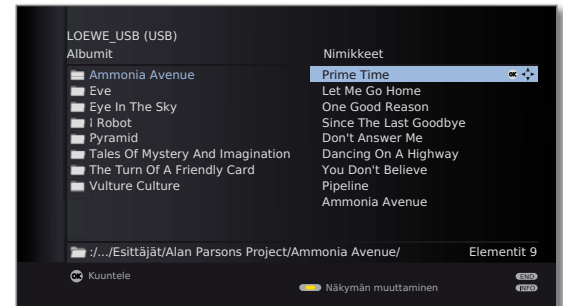 LOEWE_USB (USB)
Albumit
Nimikkeet
Ammonia Avenue
Eve
Eye In The Sky
I Robot
Pyramid
Tales Of Mystery And Imagination
The Turn Of A Friendly Card
Vulture Culture
Prime Time
OK
Let Me Go Home
One Good Reason
Since The Last Goodbye
Don't Answer Me
Dancing On A Highway
You Don't Believe
Pipeline
Ammonia Avenue
:/.../Esittäjät/Alan Parsons Project/Ammonia Avenue/
Elementit 9
OK Kuuntele
END
Näkymän muuttaminen
INFO